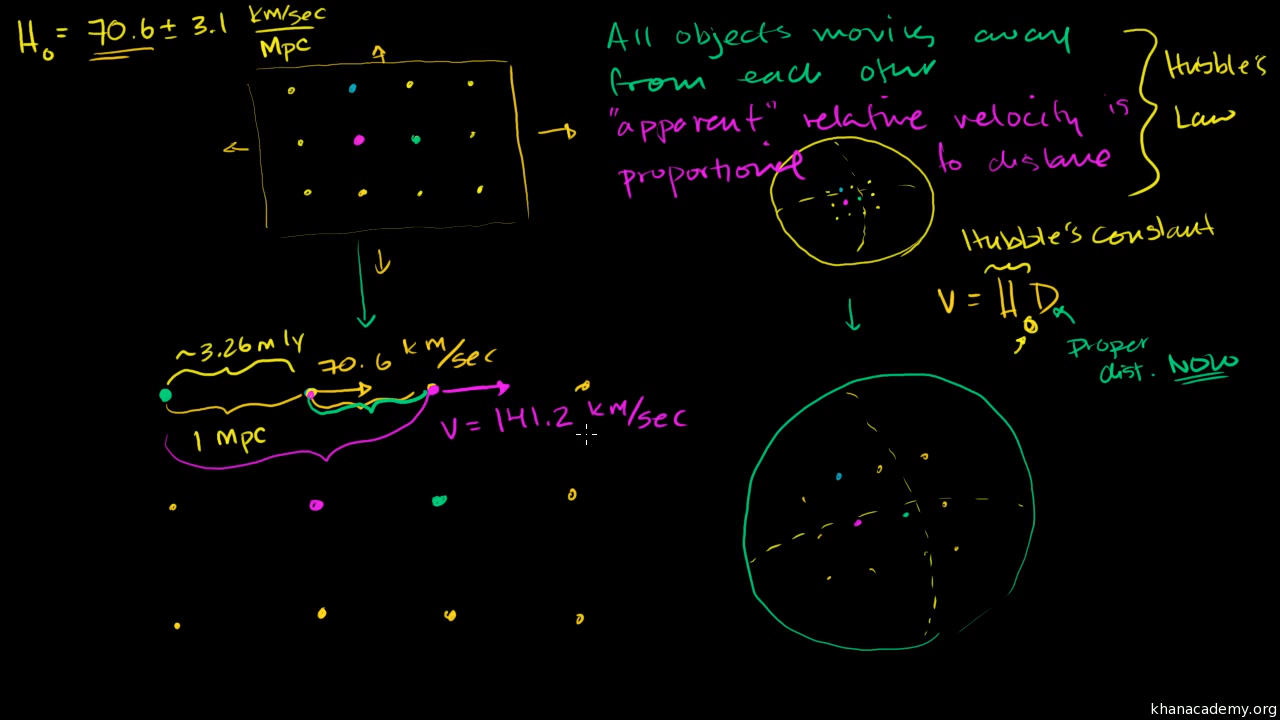 H₀ = 70.6 ± 3.1 km/sec
Mpc
All objects moving away
from each other
"apparent" relative velocity is
proportional to distance
Hubble's
Law
Hubble's constant
V = H₀ D
Proper
dist. NOW
~3.26 mly
70.6 km/sec
1 Mpc
V = 141.2 km/sec
khanacademy.org